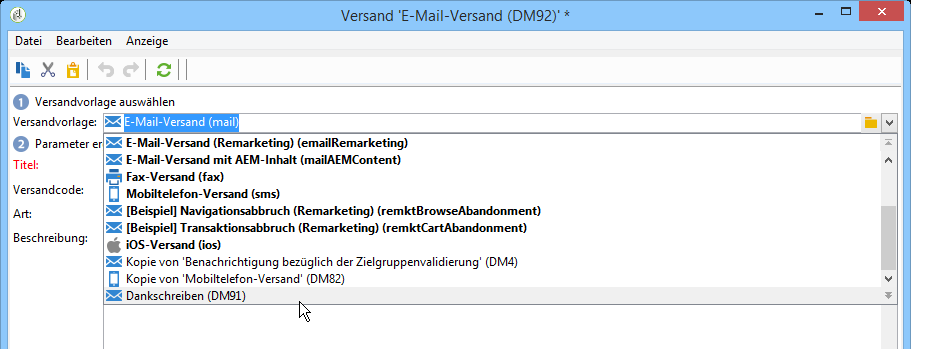 Versand 'E-Mail-Versand (DM92)' *
Datei Bearbeiten Anzeige
1 Versandvorlage auswählen
Versandvorlage: E-Mail-Versand (mail)
2 Parameter er
E-Mail-Versand (Remarketing) (emailRemarketing)
E-Mail-Versand mit AEM-Inhalt (mailAEMContent)
Titel:
Fax-Versand (fax)
Versandcode:
Mobiltelefon-Versand (sms)
Art:
[Beispiel] Navigationsabbruch (Remarketing) (remktBrowseAbandonment)
[Beispiel] Transaktionsabbruch (Remarketing) (remktCartAbandonment)
Beschreibung:
iOS-Versand (ios)
Kopie von 'Benachrichtigung bezüglich der Zielgruppenvalidierung' (DM4)
Kopie von 'Mobiltelefon-Versand' (DM82)
Dankschreiben (DM91)